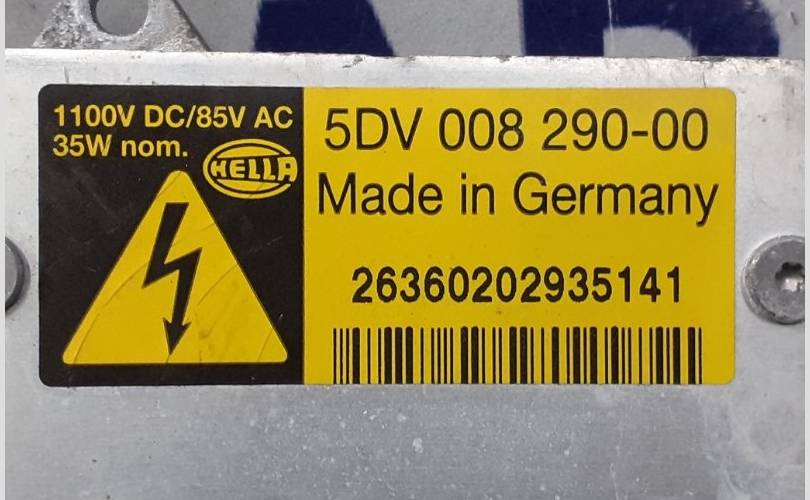 1100V DC/85V AC
35W nom.
HELLA
5DV 008 290-00
Made in Germany
26360202935141